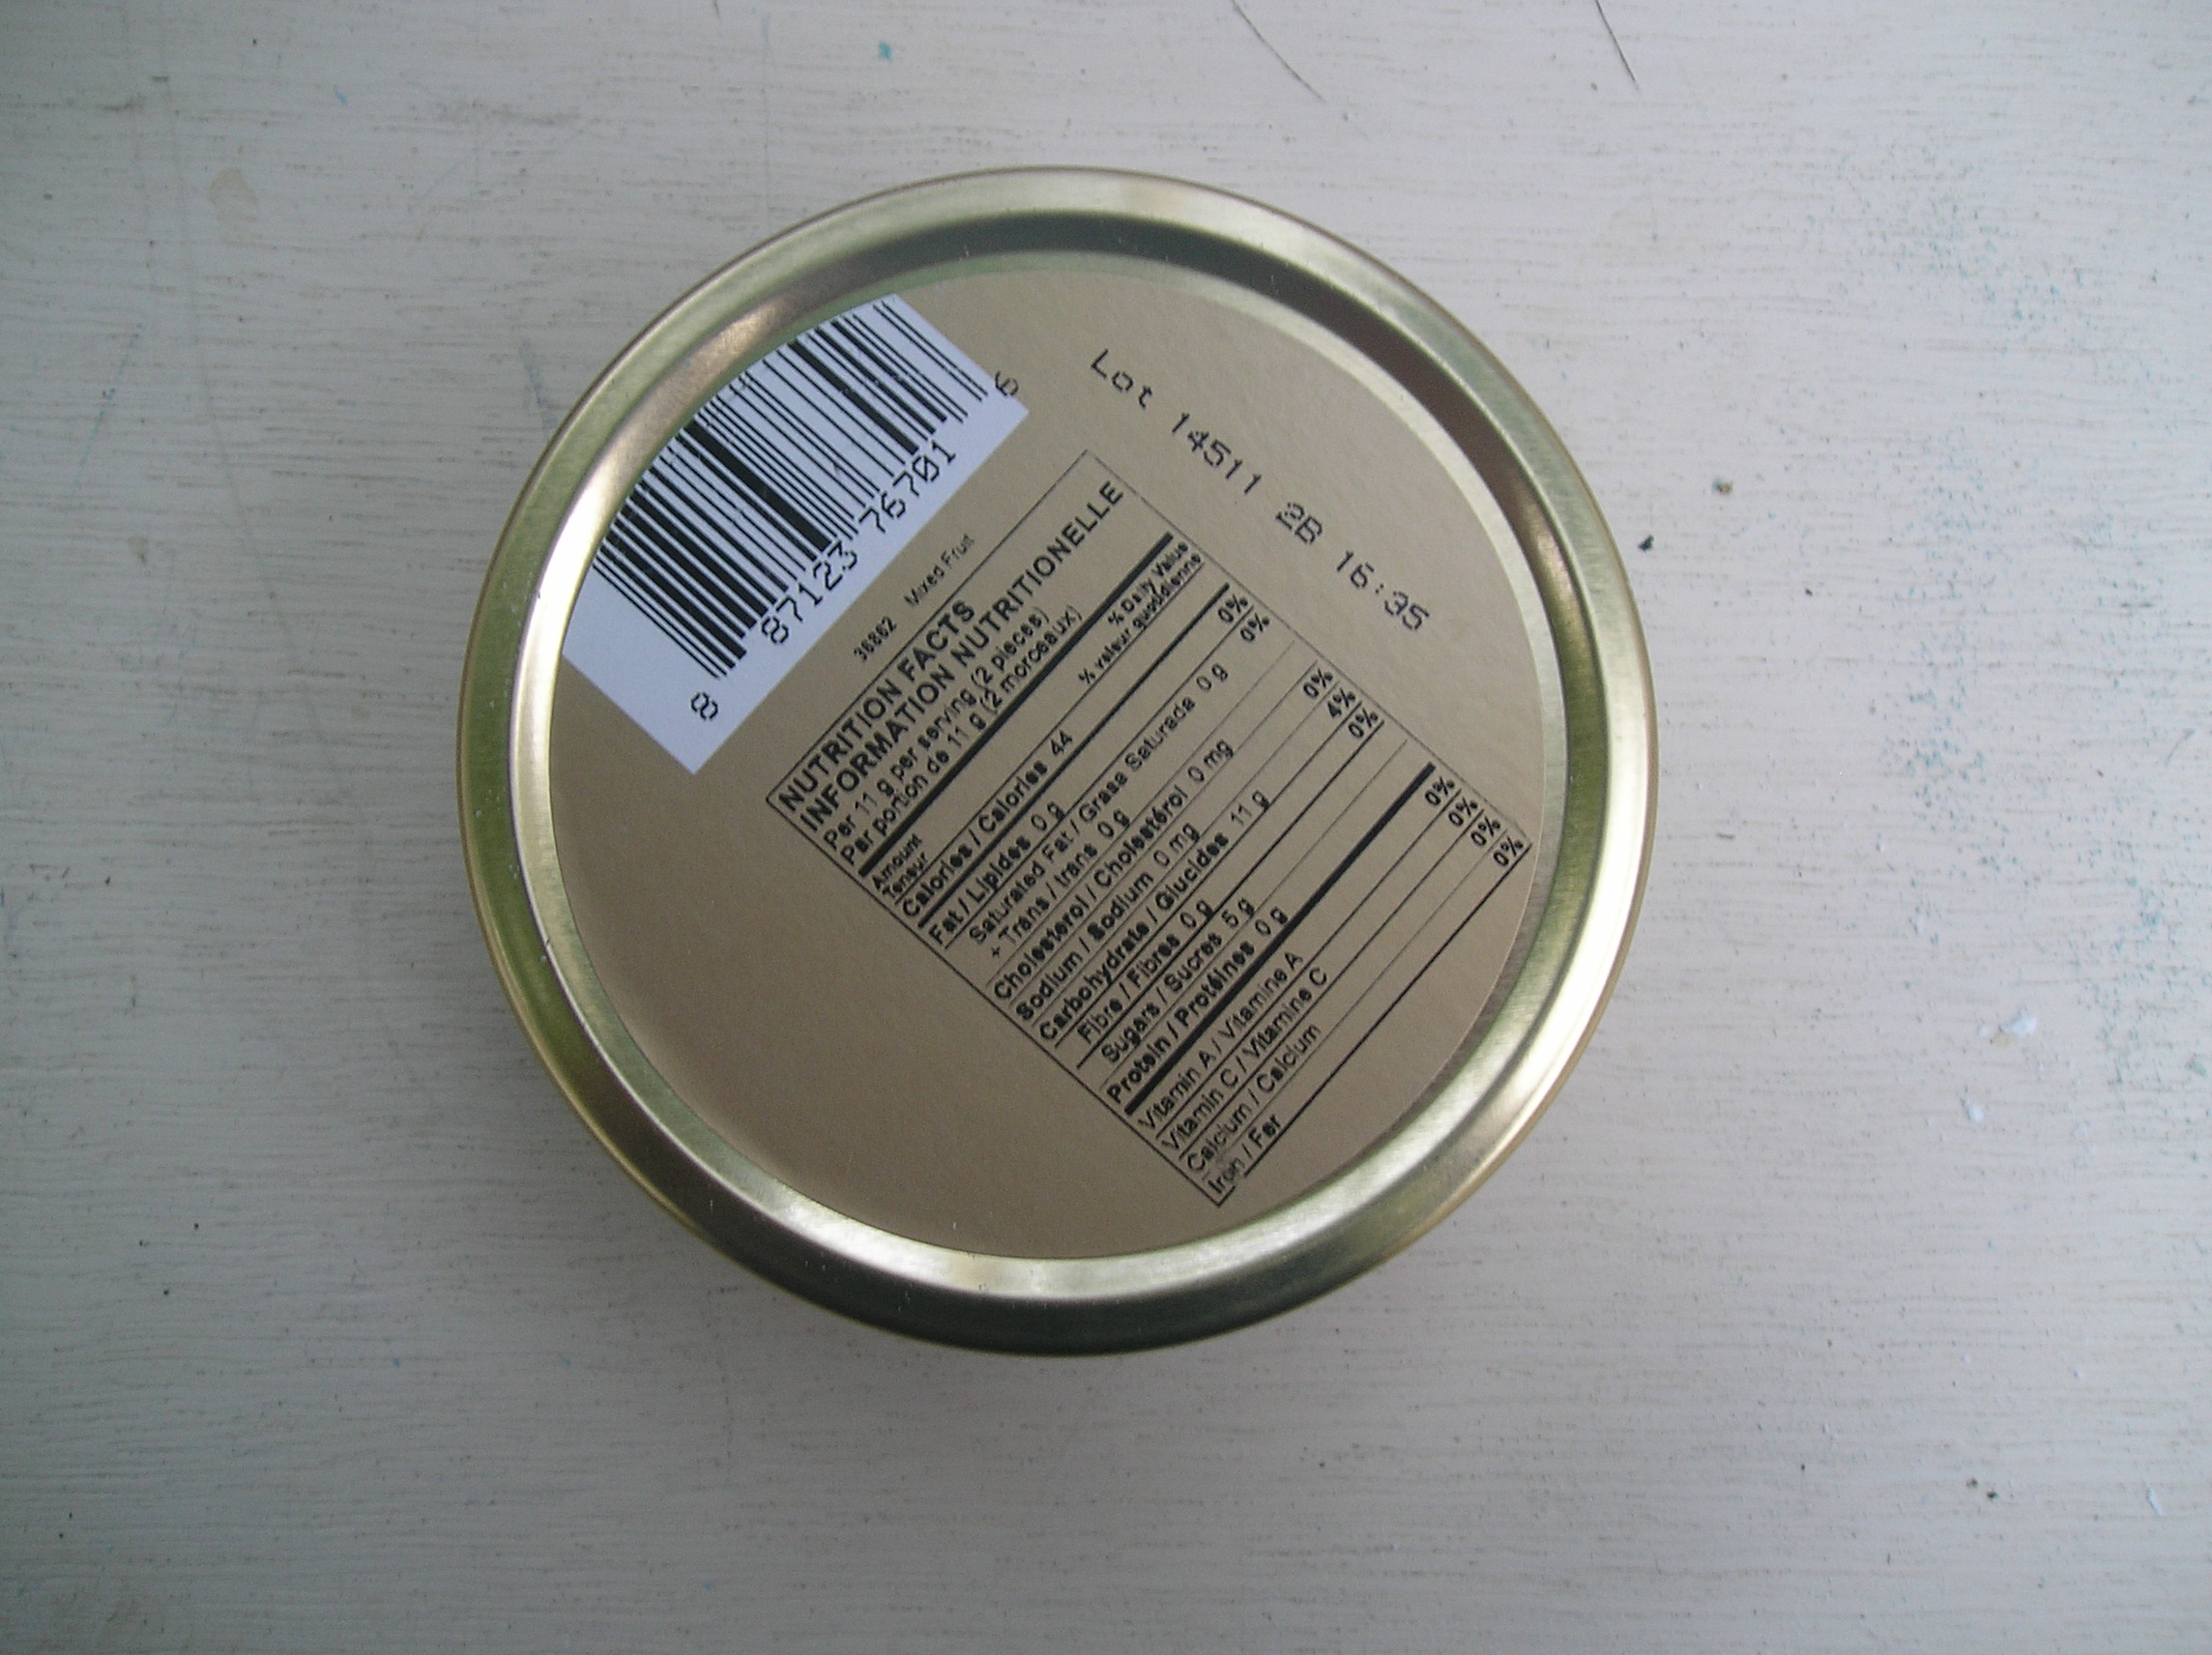 8 87123 76701 6
36862 Mixed Fruit
Lot 14511 2B 16:35
NUTRITION FACTS
INFORMATION NUTRITIONELLE
Per 11 g per serving (2 pieces)
Par portion de 11 g (2 morceaux)
Amount % Daily Value
Teneur % valeur quotidienne
Calories / Calories 44
Fat / Lipides 0 g 0%
Saturated Fat / Grase Saturada 0 g 0%
+ Trans / trans 0 g
Cholesterol / Cholestérol 0 mg
Sodium / Sodium 0 mg 0%
Carbohydrate / Glucides 11 g 4%
Fibre / Fibres 0 g 0%
Sugars / Sucres 5 g
Protein / Protéines 0 g
Vitamin A / Vitamine A 0%
Vitamin C / Vitamine C 0%
Calcium / Calcium 0%
Iron / Fer 0%